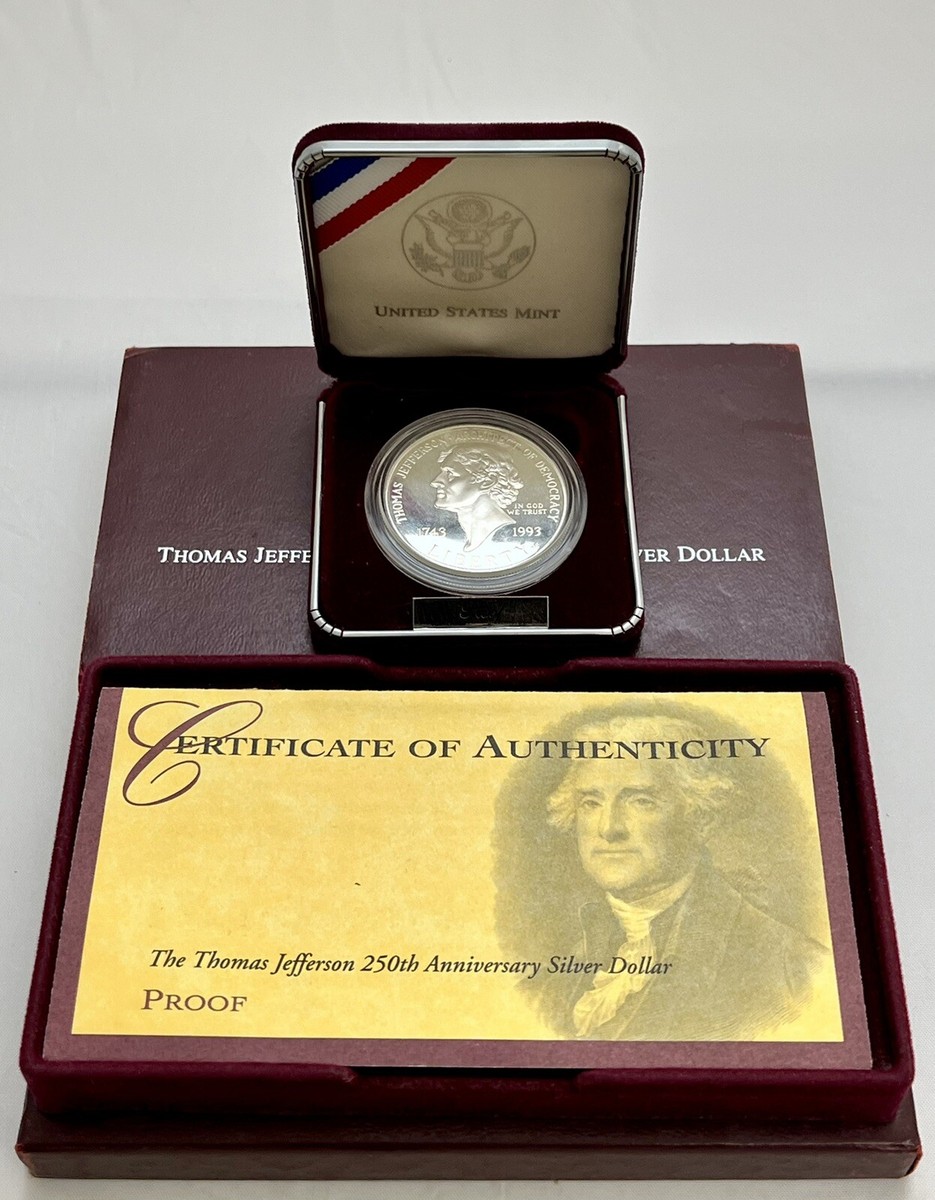 UNITED STATES MINT
THOMAS JEFFERSON ARCHITECT OF DEMOCRACY
IN GOD
WE TRUST
1743 1993
LIBERTY
THOMAS JEFFE
VER DOLLAR
CERTIFICATE OF AUTHENTICITY
The Thomas Jefferson 250th Anniversary Silver Dollar
PROOF